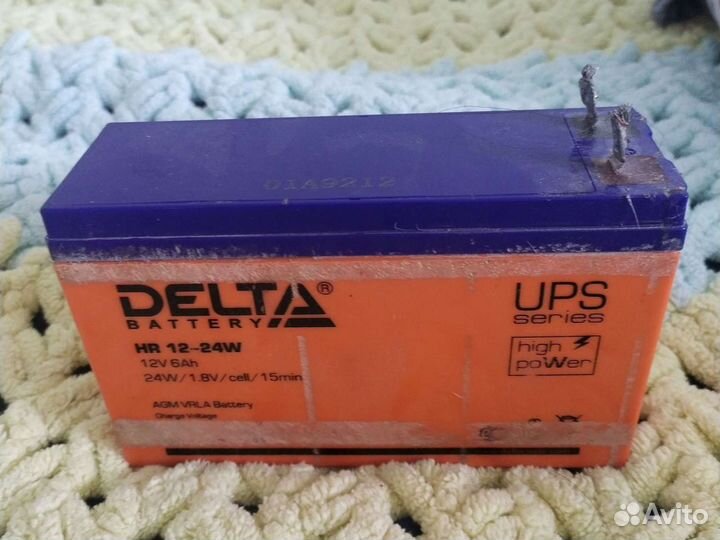 01A9212
DELTA®
BATTERY
UPS
series
HR 12-24W
12V 6Ah
24W/1.8V/cell/15min
high
poWer
AGM VRLA Battery
Charge Voltage
Avito